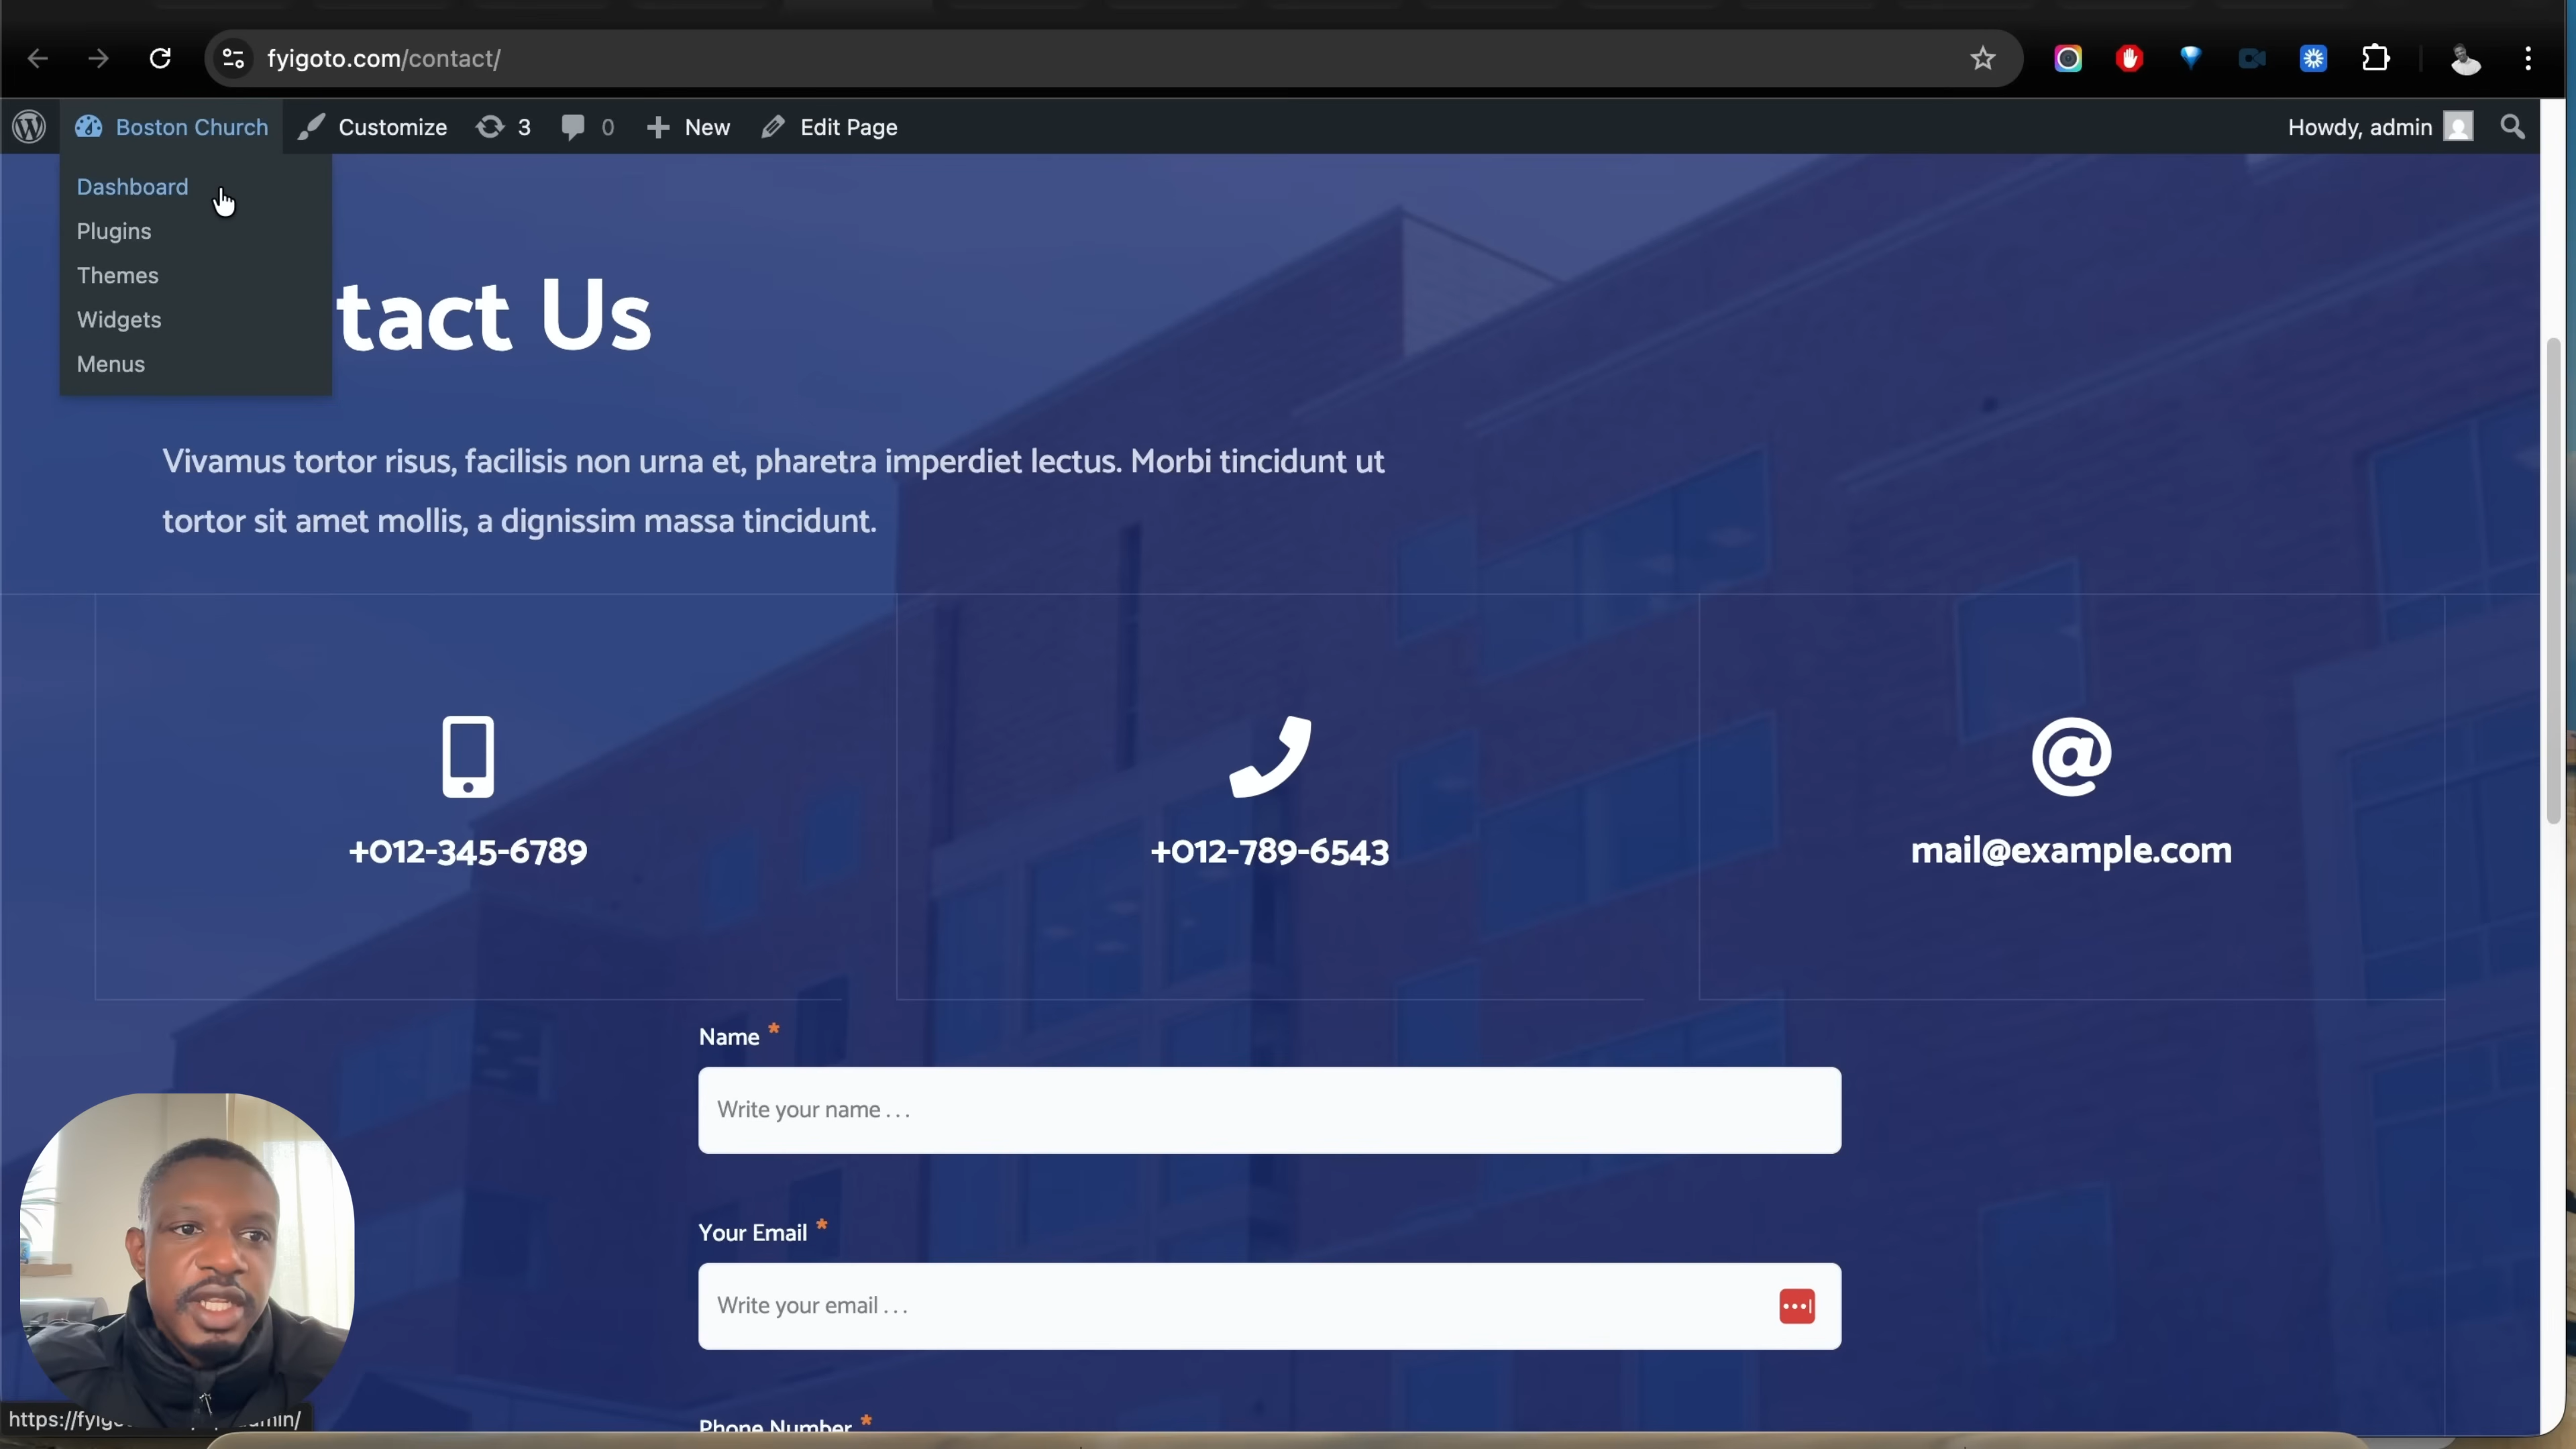 fyigoto.com/contact/
Boston Church
Customize
3
0
New
Edit Page
Howdy, admin
Dashboard
Plugins
Themes
Widgets
Menus
tact Us
Vivamus tortor risus, facilisis non urna et, pharetra imperdiet lectus. Morbi tincidunt ut
tortor sit amet mollis, a dignissim massa tincidunt.
+012-345-6789
+012-789-6543
mail@example.com
Name *
Write your name . . .
Your Email *
Write your email . . .
Phone Number *